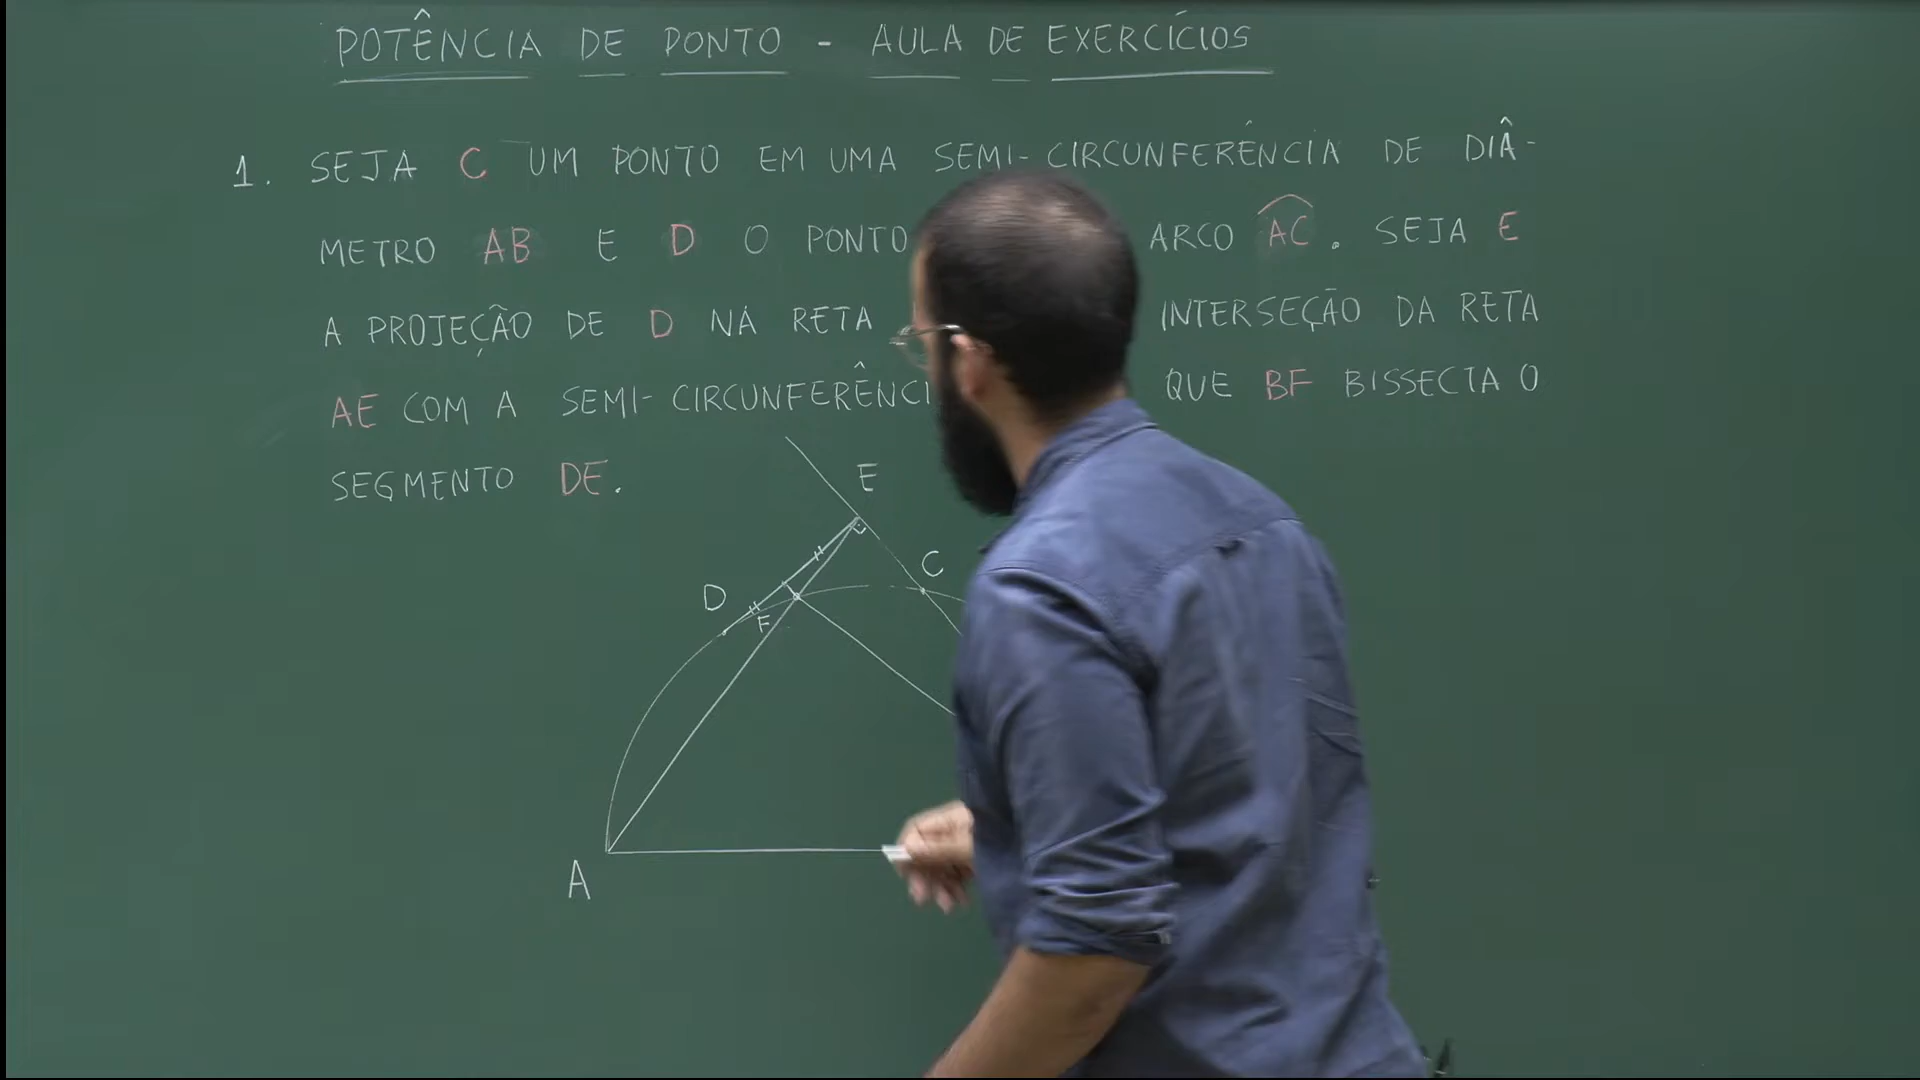 POTÊNCIA DE PONTO - AULA DE EXERCÍCIOS
1. SEJA C UM PONTO EM UMA SEMI-CIRCUNFERÊNCIA DE DIÂ-
METRO AB E D O PONTO ARCO AC. SEJA E
A PROJEÇÃO DE D NA RETA INTERSEÇÃO DA RETA
AE COM A SEMI-CIRCUNFERÊNCI QUE BF BISSECTA O
SEGMENTO DE.
E
C
D
F
A